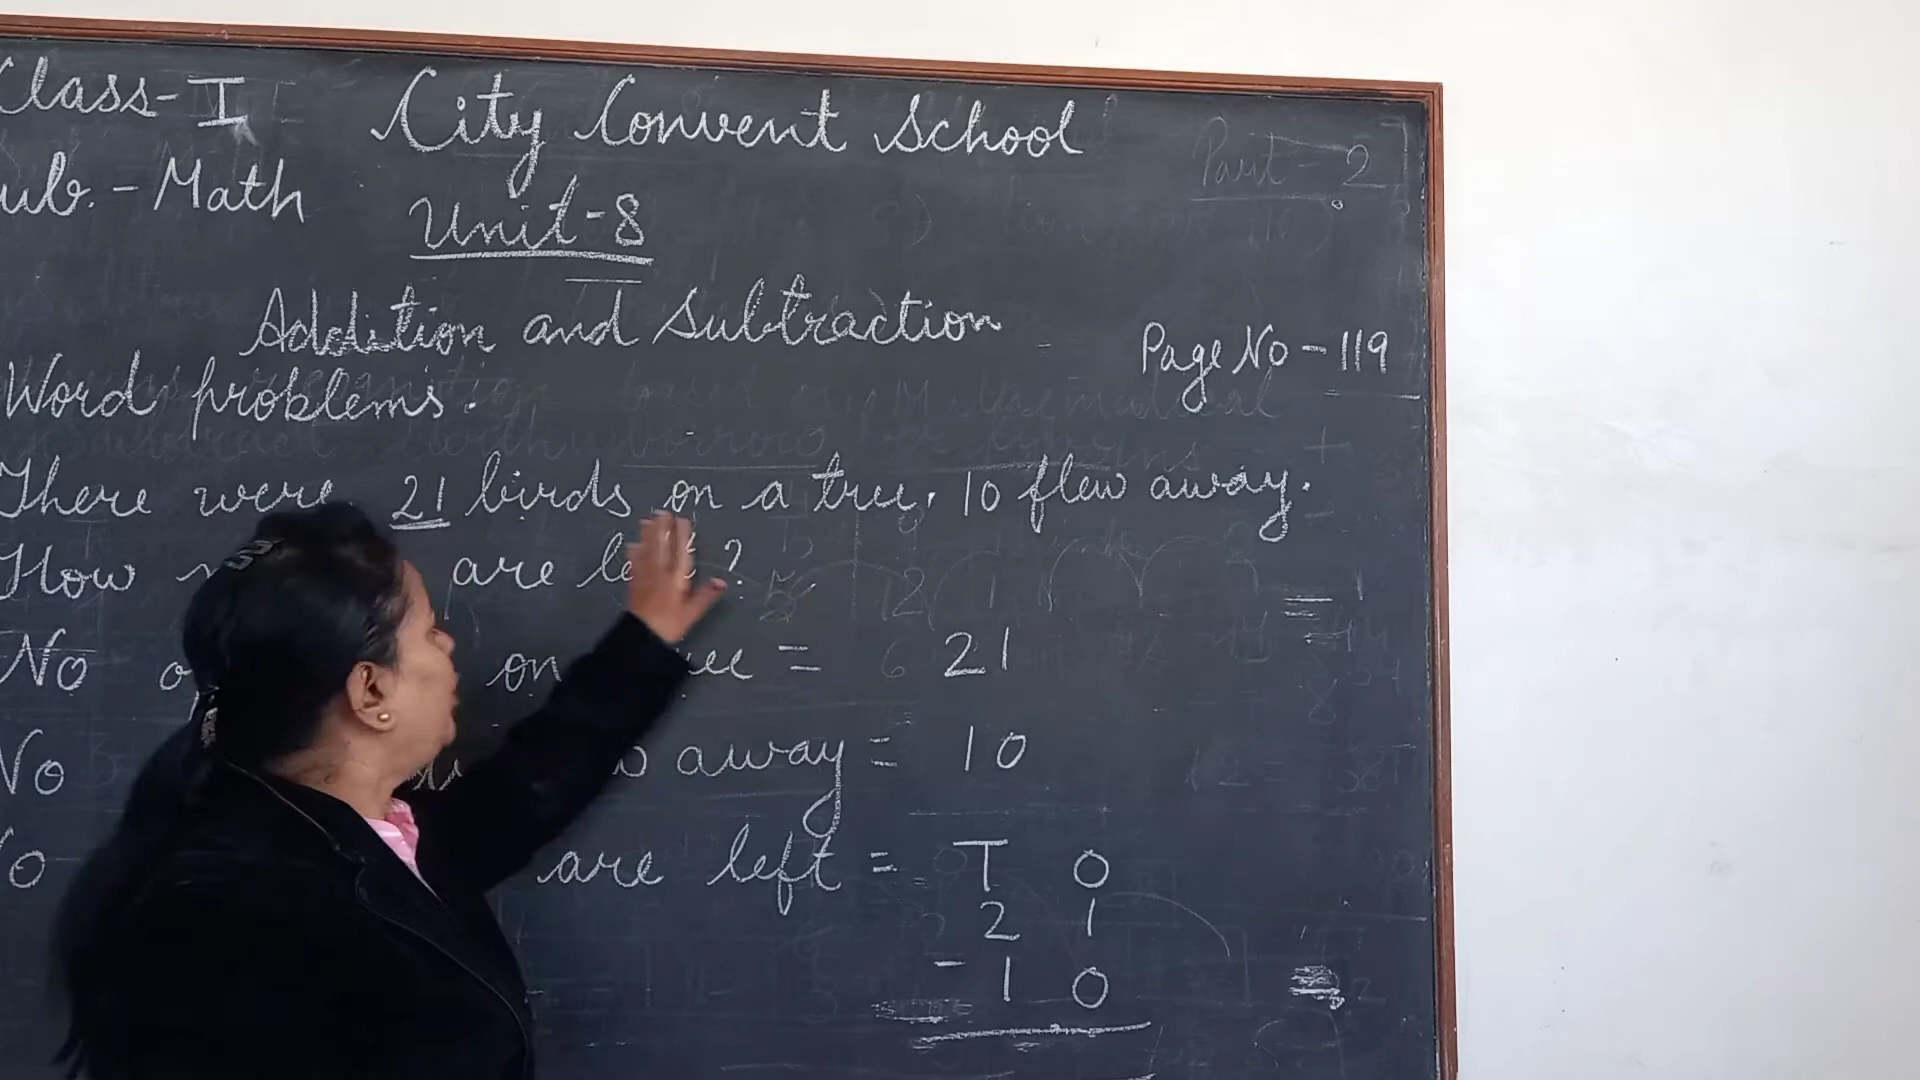 Class-I City Convent School
Part-2
ub.-Math
Unit-8
Addition and Subtraction
Page No-119
Word problems.
There were 21 birds on a tree. 10 flew away.
How are left?
No on = 21
No away = 10
are left = T O
2 1
- 1 0